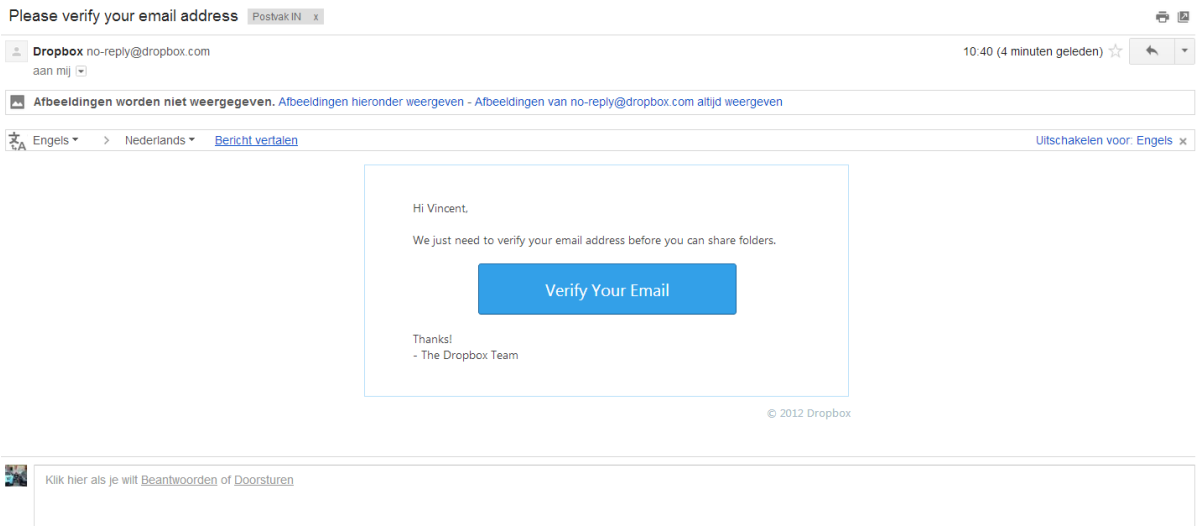 Please verify your email address Postvak IN x
Dropbox no-reply@dropbox.com 10:40 (4 minuten geleden)
aan mij
Afbeeldingen worden niet weergegeven. Afbeeldingen hieronder weergeven - Afbeeldingen van no-reply@dropbox.com altijd weergeven
Engels > Nederlands Bericht vertalen Uitschakelen voor: Engels x
Hi Vincent,
We just need to verify your email address before you can share folders.
Verify Your Email
Thanks!
- The Dropbox Team
© 2012 Dropbox
Klik hier als je wilt Beantwoorden of Doorsturen